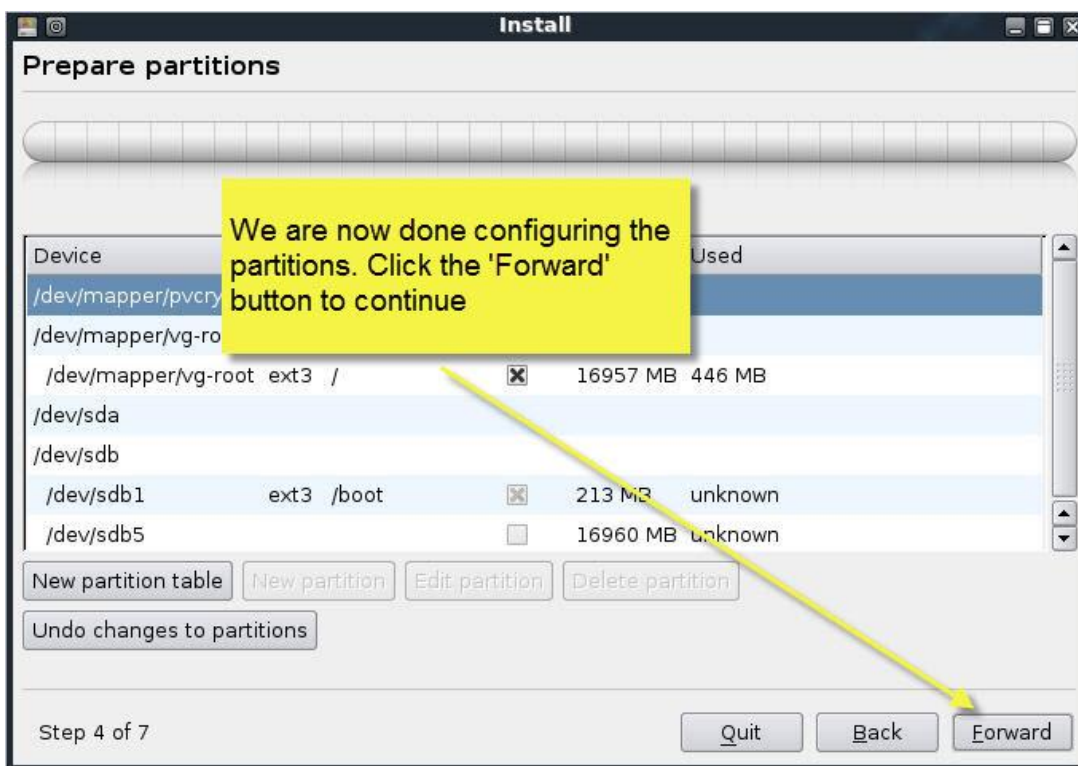 Install
Prepare partitions
We are now done configuring the
partitions. Click the 'Forward'
button to continue
Device Used
/dev/mapper/pvcry
/dev/mapper/vg-ro
/dev/mapper/vg-root ext3 / 16957 MB 446 MB
/dev/sda
/dev/sdb
/dev/sdb1 ext3 /boot 213 MB unknown
/dev/sdb5 16960 MB unknown
New partition table New partition Edit partition Delete partition
Undo changes to partitions
Step 4 of 7 Quit Back Forward